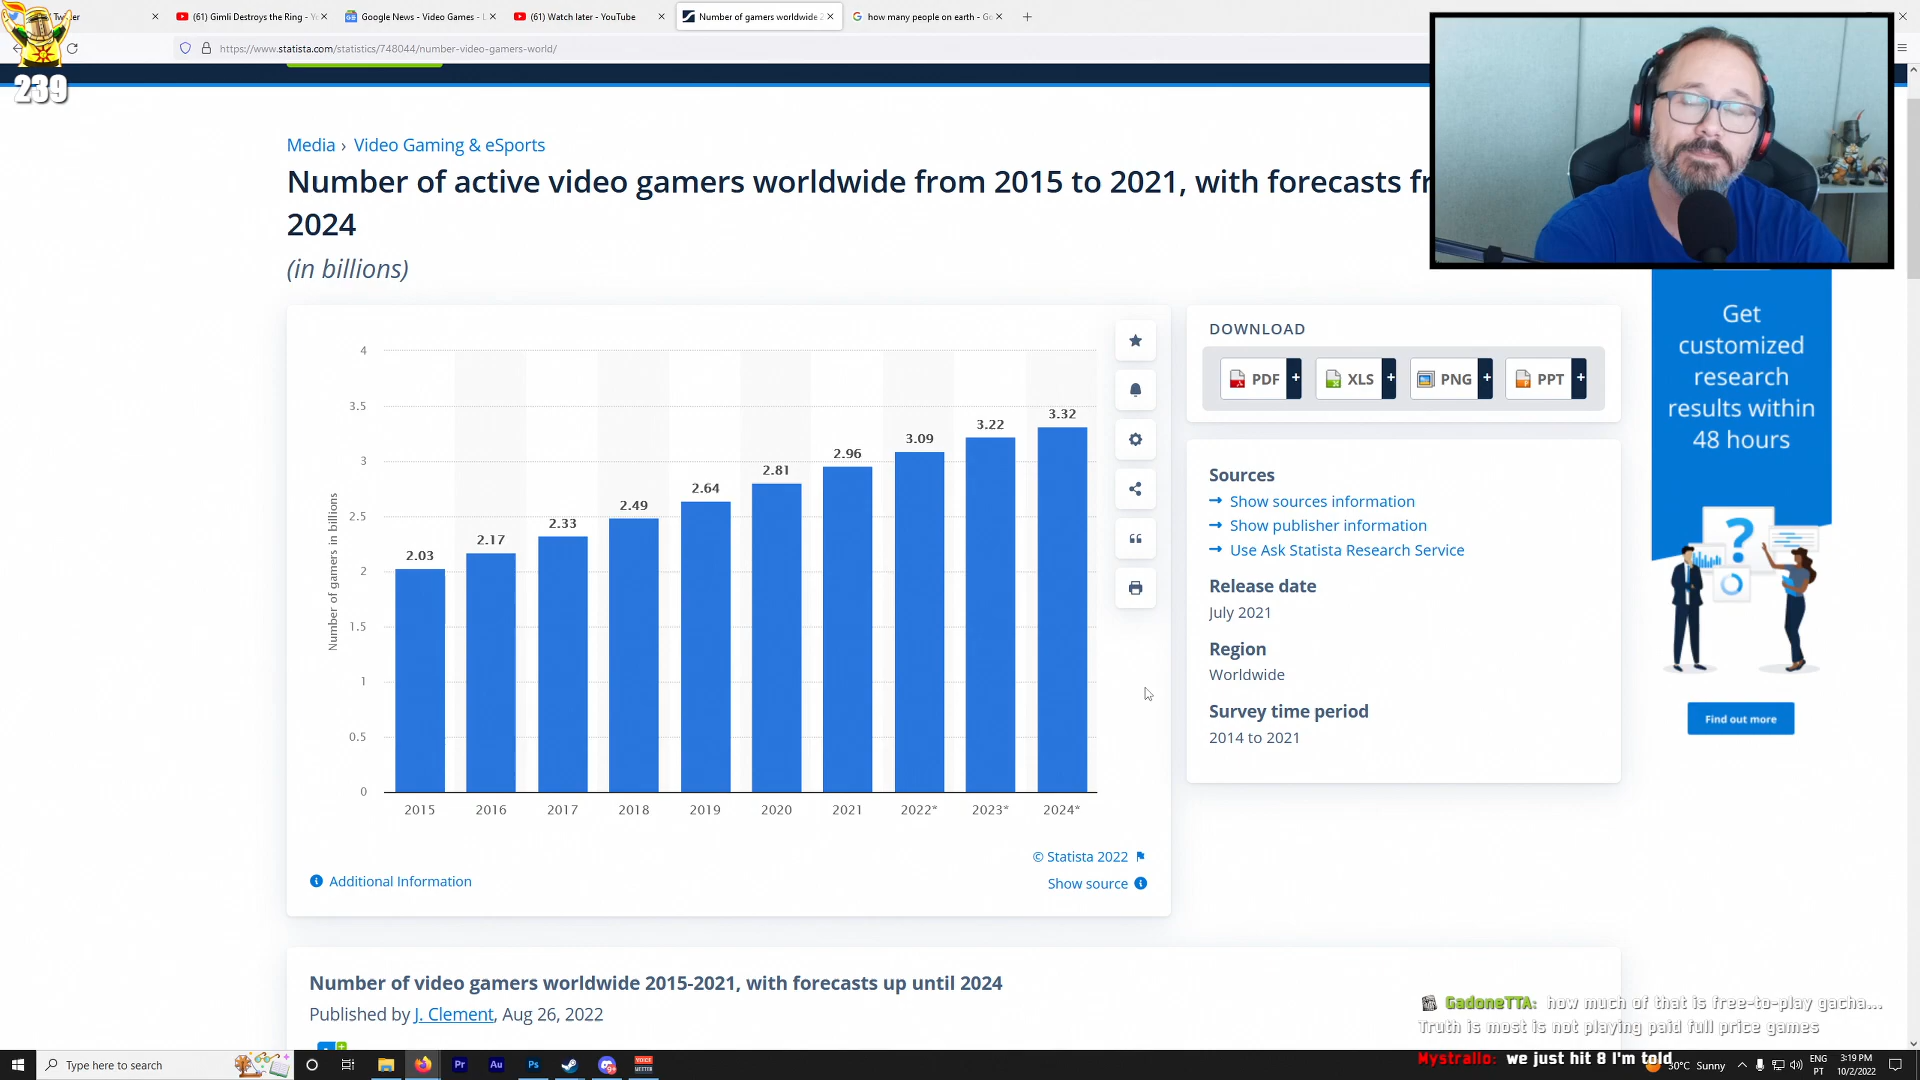 (61) Gimli Destroys the Ring - Y
Google News - Video Games - L
(61) Watch later - YouTube
Number of gamers worldwide 2
how many people on earth - Go
https://www.statista.com/statistics/748044/number-video-gamers-world/
239
Media › Video Gaming & eSports
Number of active video gamers worldwide from 2015 to 2021, with forecasts fr
2024
(in billions)
Number of gamers in billions
4
3.5
3
2.5
2
1.5
1
0.5
0
2.03 2.17 2.33 2.49 2.64 2.81 2.96 3.09 3.22 3.32
2015 2016 2017 2018 2019 2020 2021 2022* 2023* 2024*
© Statista 2022
Additional Information
Show source
DOWNLOAD
PDF + XLS + PNG + PPT +
Sources
Show sources information
Show publisher information
Use Ask Statista Research Service
Release date
July 2021
Region
Worldwide
Survey time period
2014 to 2021
Get
customized
research
results within
48 hours
?
Find out more
Number of video gamers worldwide 2015-2021, with forecasts up until 2024
Published by J. Clement, Aug 26, 2022
GadoneTTA: how much of that is free-to-play gacha...
Truth is most is not playing paid full price games
Mystrallo: we just hit 8 I'm told
Type here to search
Pr
Au
Ps
30°C Sunny
ENG
PT
3:19 PM
10/2/2022